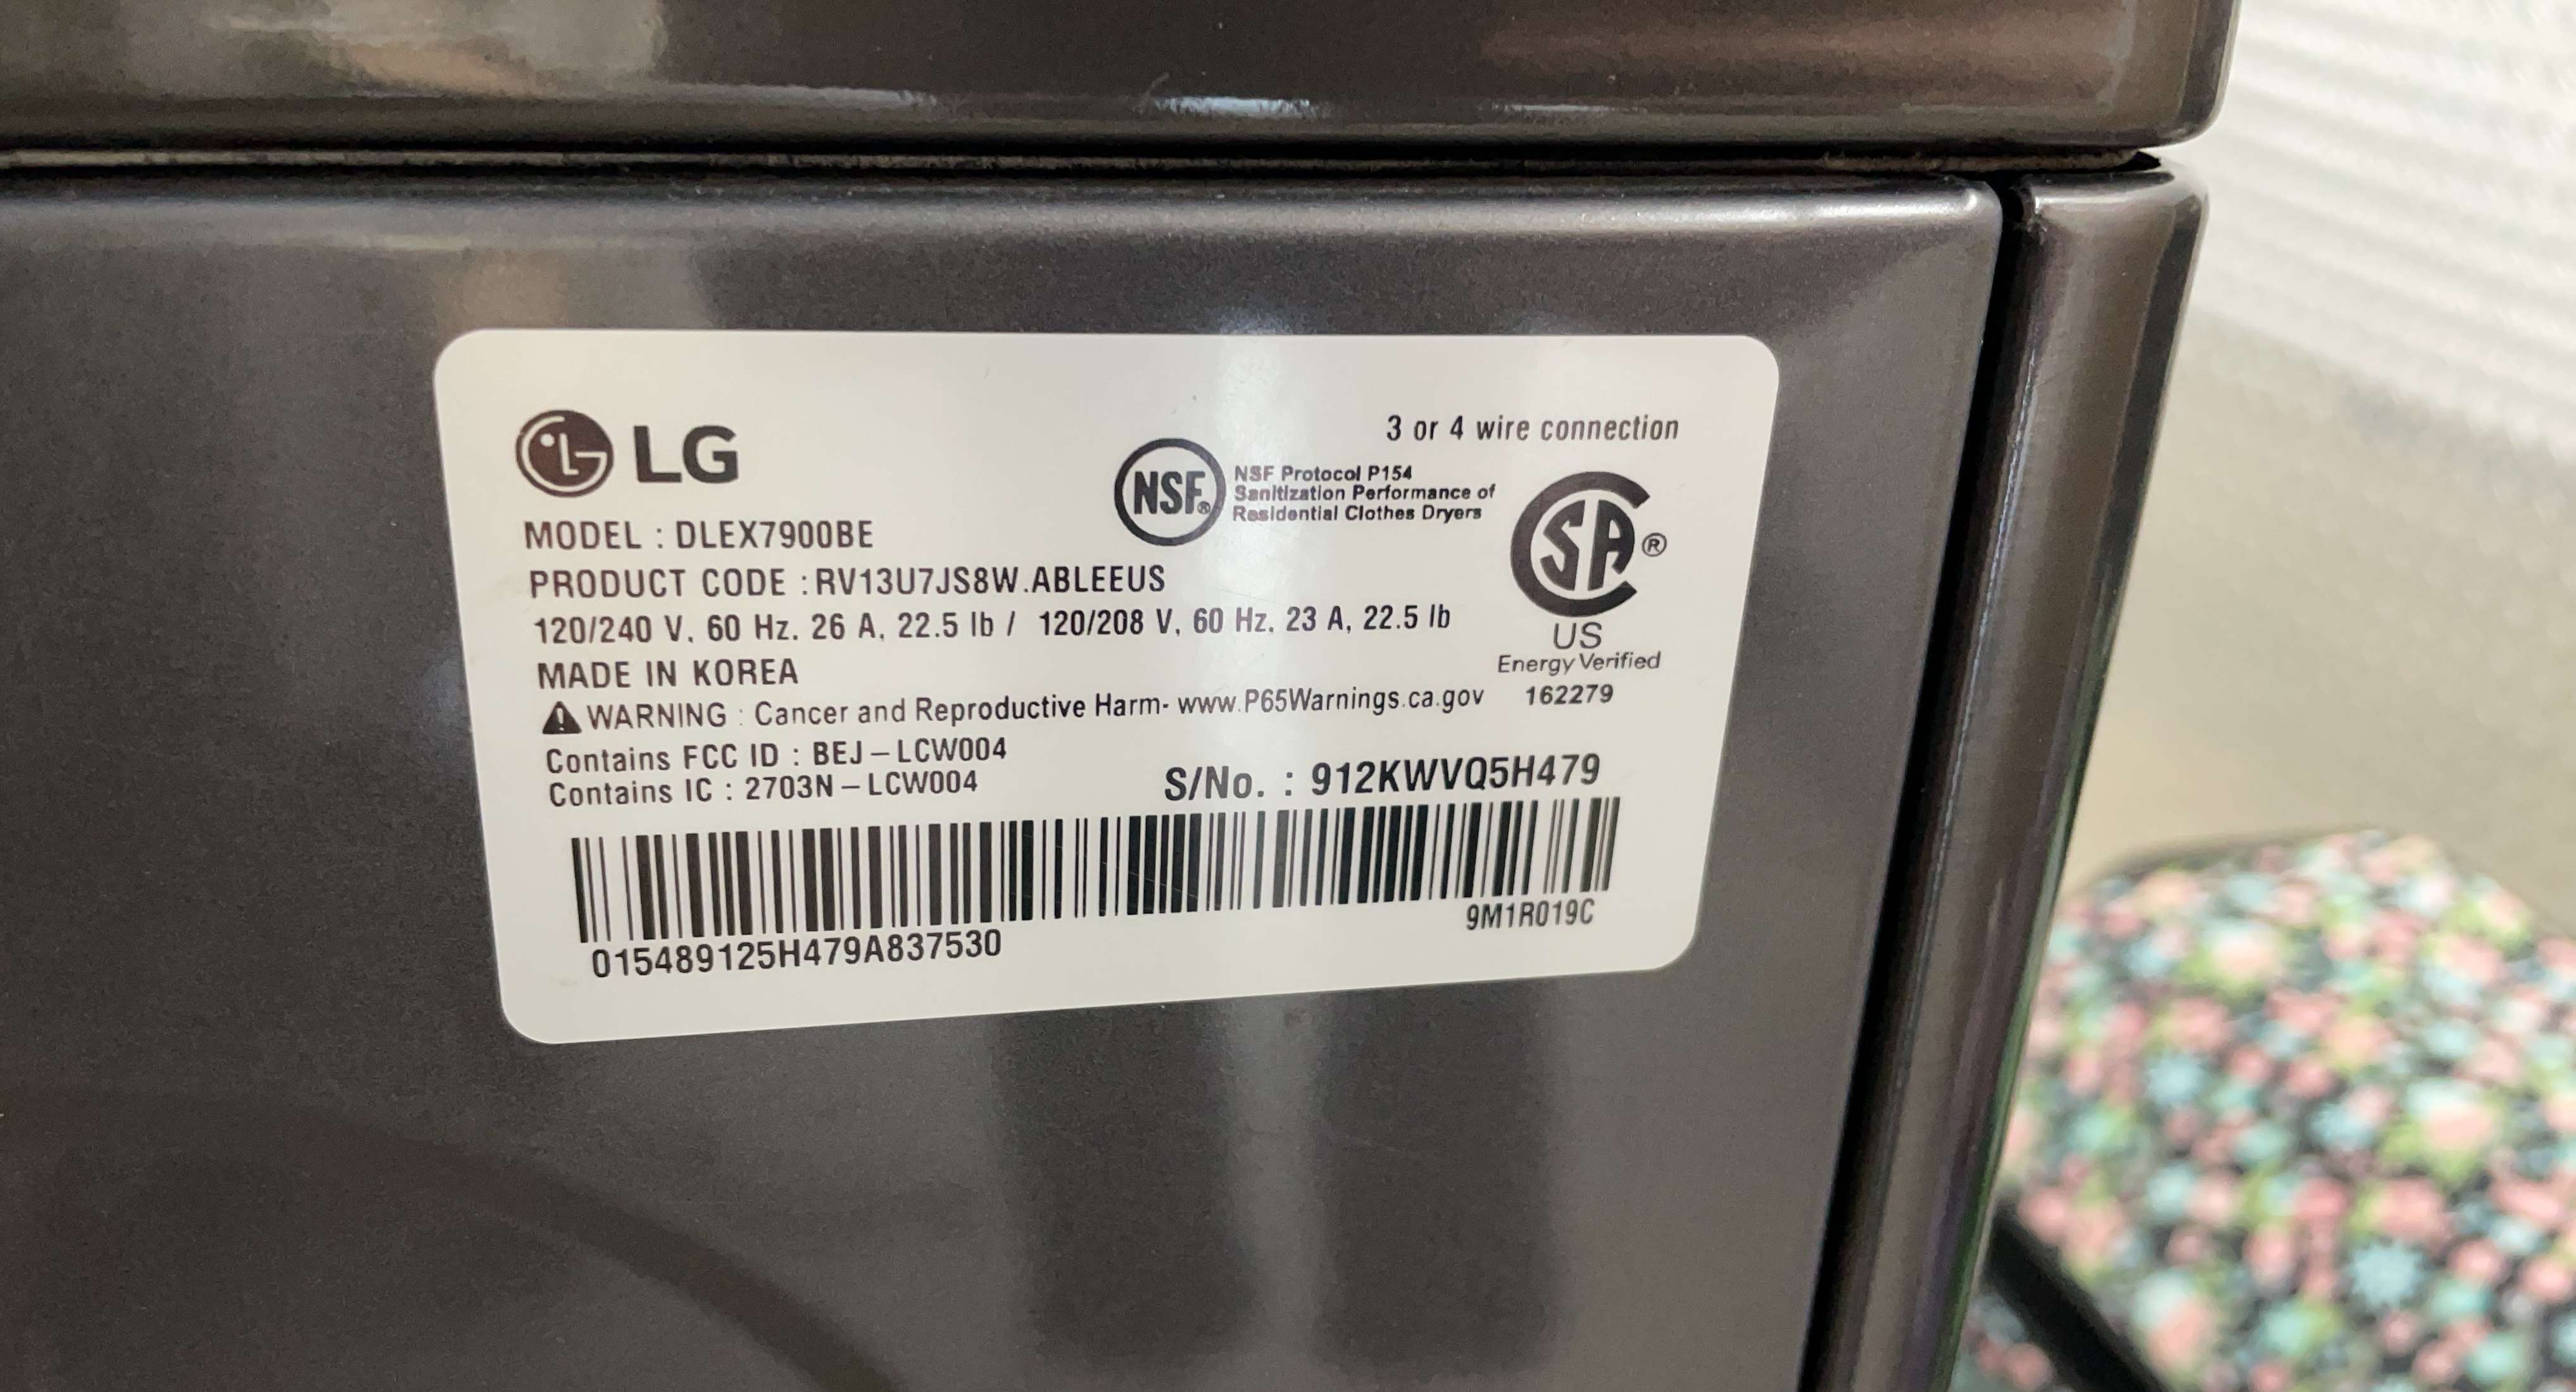 LG
3 or 4 wire connection
NSF®
NSF Protocol P154
Sanitization Performance of
Residential Clothes Dryers
SA®
US
Energy Verified
162279
MODEL : DLEX7900BE
PRODUCT CODE : RV13U7JS8W.ABLEEUS
120/240 V, 60 Hz, 26 A, 22.5 lb / 120/208 V, 60 Hz, 23 A, 22.5 lb
MADE IN KOREA
WARNING : Cancer and Reproductive Harm- www.P65Warnings.ca.gov
Contains FCC ID : BEJ – LCW004
Contains IC : 2703N – LCW004
S/No. : 912KWVQ5H479
015489125H479A837530
9M1R019C